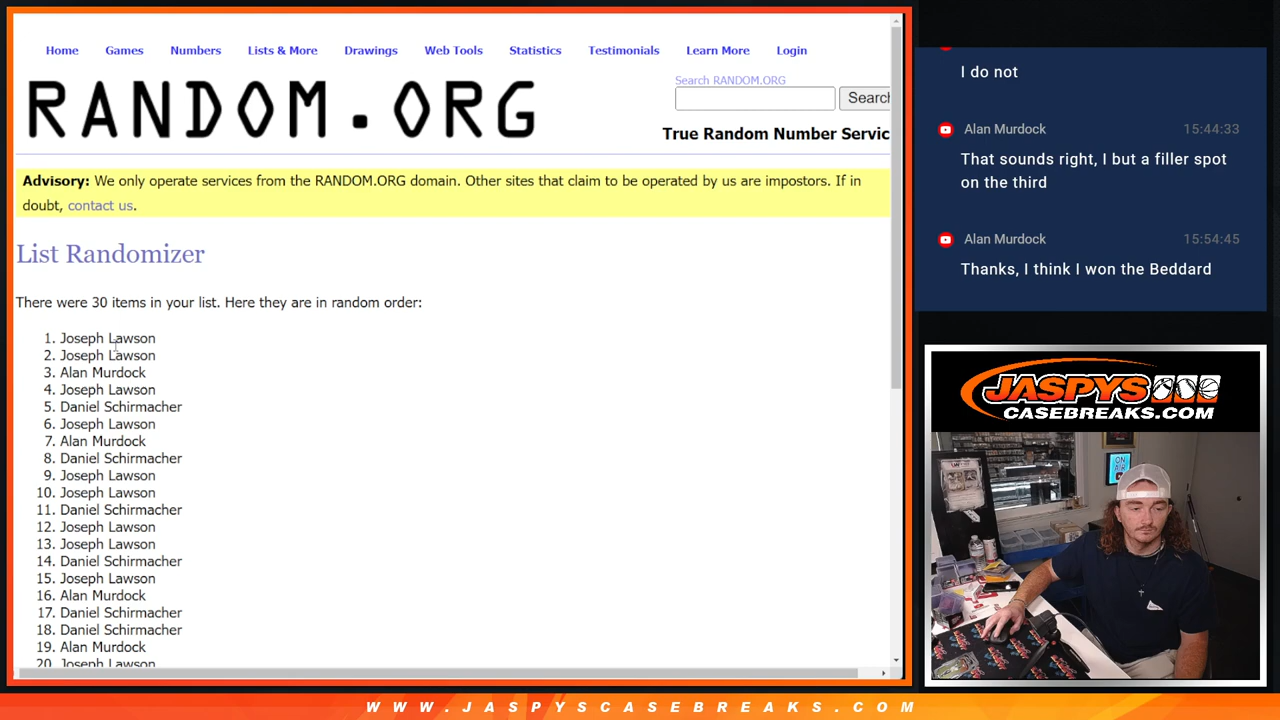 Home Games Numbers Lists & More Drawings Web Tools Statistics Testimonials Learn More Login
RANDOM.ORG
Search RANDOM.ORG
Search
True Random Number Servic
Advisory: We only operate services from the RANDOM.ORG domain. Other sites that claim to be operated by us are impostors. If in
doubt, contact us.
List Randomizer
There were 30 items in your list. Here they are in random order:
1. Joseph Lawson
2. Joseph Lawson
3. Alan Murdock
4. Joseph Lawson
5. Daniel Schirmacher
6. Joseph Lawson
7. Alan Murdock
8. Daniel Schirmacher
9. Joseph Lawson
10. Joseph Lawson
11. Daniel Schirmacher
12. Joseph Lawson
13. Joseph Lawson
14. Daniel Schirmacher
15. Joseph Lawson
16. Alan Murdock
17. Daniel Schirmacher
18. Daniel Schirmacher
19. Alan Murdock
20. Joseph Lawson
I do not
Alan Murdock 15:44:33
That sounds right, I but a filler spot
on the third
Alan Murdock 15:54:45
Thanks, I think I won the Beddard
JASPYS
CASEBREAKS.COM
ON
AIR
WWW.JASPYSCASEBREAKS.COM